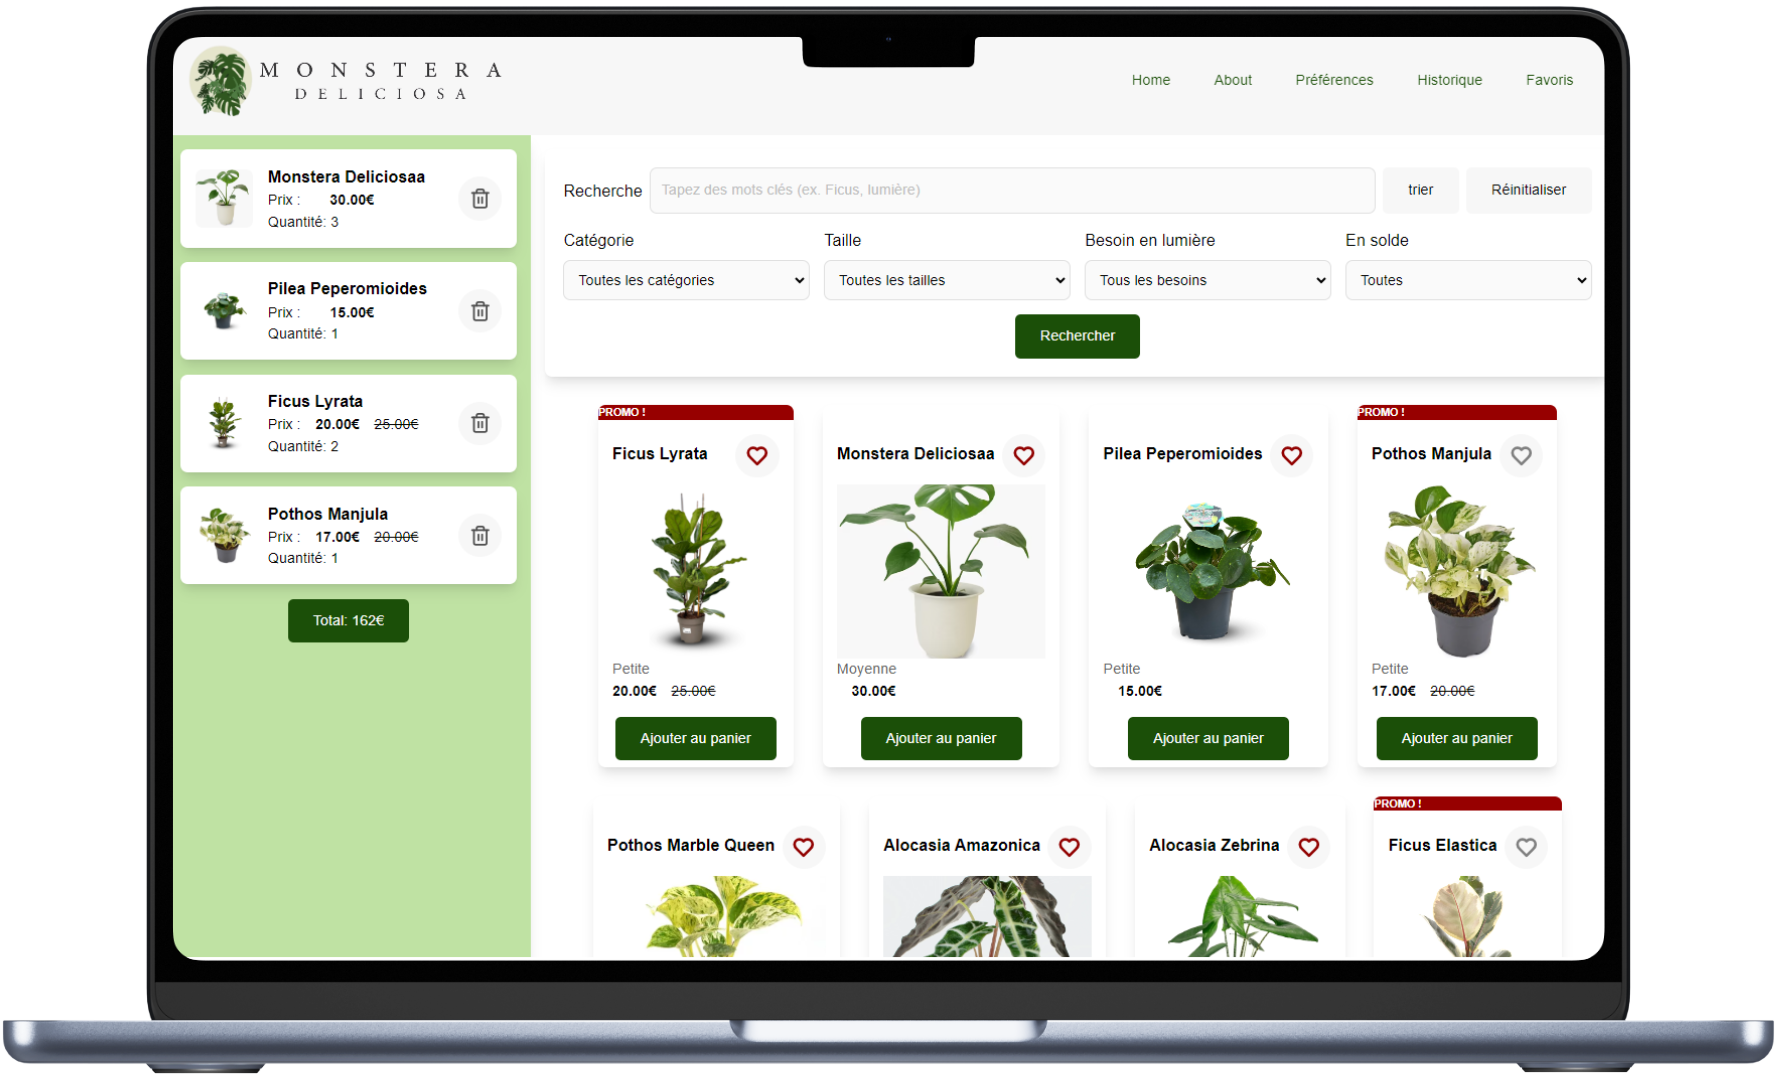 MONSTERA
DELICIOSA
Home About Préférences Historique Favoris
Monstera Deliciosaa
Prix : 30.00€
Quantité: 3
Pilea Peperomioides
Prix : 15.00€
Quantité: 1
Ficus Lyrata
Prix : 20.00€ 25.00€
Quantité: 2
Pothos Manjula
Prix : 17.00€ 20.00€
Quantité: 1
Total: 162€
Recherche Tapez des mots clés (ex. Ficus, lumière) trier Réinitialiser
Catégorie Taille Besoin en lumière En solde
Toutes les catégories Toutes les tailles Tous les besoins Toutes
Rechercher
PROMO ! PROMO !
Ficus Lyrata Monstera Deliciosaa Pilea Peperomioides Pothos Manjula
Petite Moyenne Petite Petite
20.00€ 25.00€ 30.00€ 15.00€ 17.00€ 20.00€
Ajouter au panier Ajouter au panier Ajouter au panier Ajouter au panier
PROMO !
Pothos Marble Queen Alocasia Amazonica Alocasia Zebrina Ficus Elastica